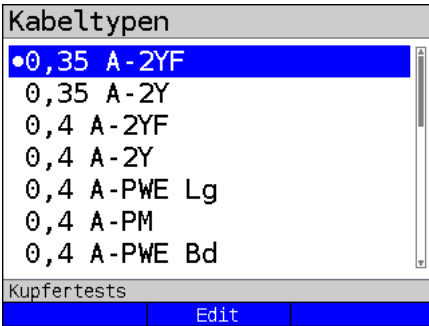 Kabeltypen
●0,35 A-2YF
0,35 A-2Y
0,4 A-2YF
0,4 A-2Y
0,4 A-PWE Lg
0,4 A-PM
0,4 A-PWE Bd
Kupfertests
Edit